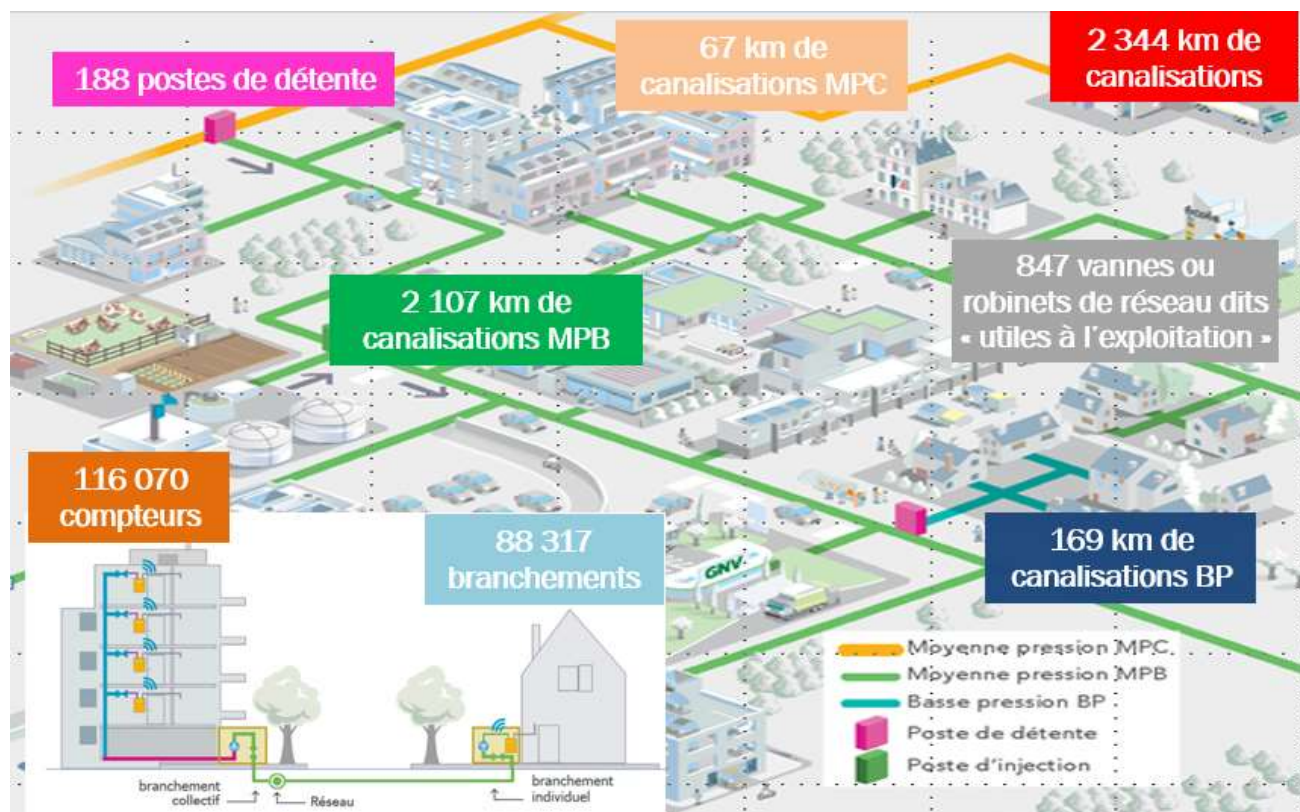 188 postes de détente
67 km de
canalisations MPC
2 344 km de
canalisations
école
2 107 km de
canalisations MPB
847 vannes ou
robinets de réseau dits
« utiles à l'exploitation »
116 070
compteurs
88 317
branchements
GNV
169 km de
canalisations BP
Moyenne pression MPC
Moyenne pression MPB
Basse pression BP
Poste de détente
Poste d'injection
branchement
collectif
Réseau
branchement
individuel